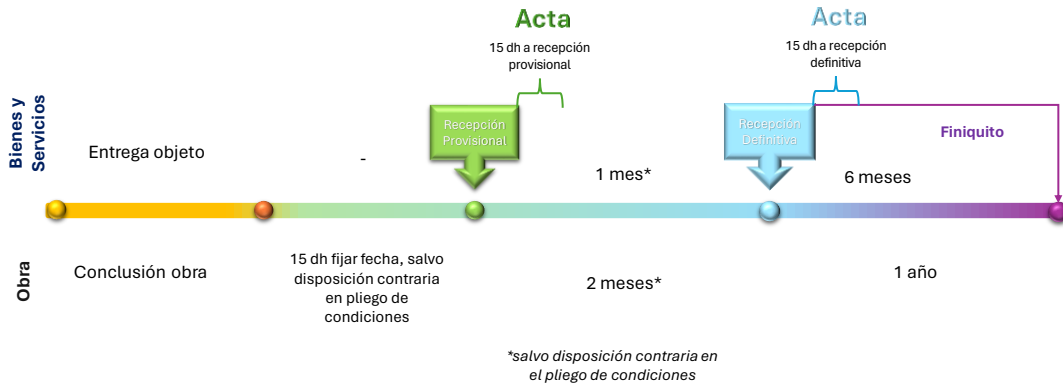 Acta
15 dh a recepción
provisional
Acta
15 dh a recepción
definitiva
Bienes y
Servicios
Recepción
Provisional
Recepción
Definitiva
Finiquito
Entrega objeto
-
1 mes*
6 meses
Obra
Conclusión obra
15 dh fijar fecha, salvo
disposición contraria
en pliego de
condiciones
2 meses*
1 año
*salvo disposición contraria en
el pliego de condiciones